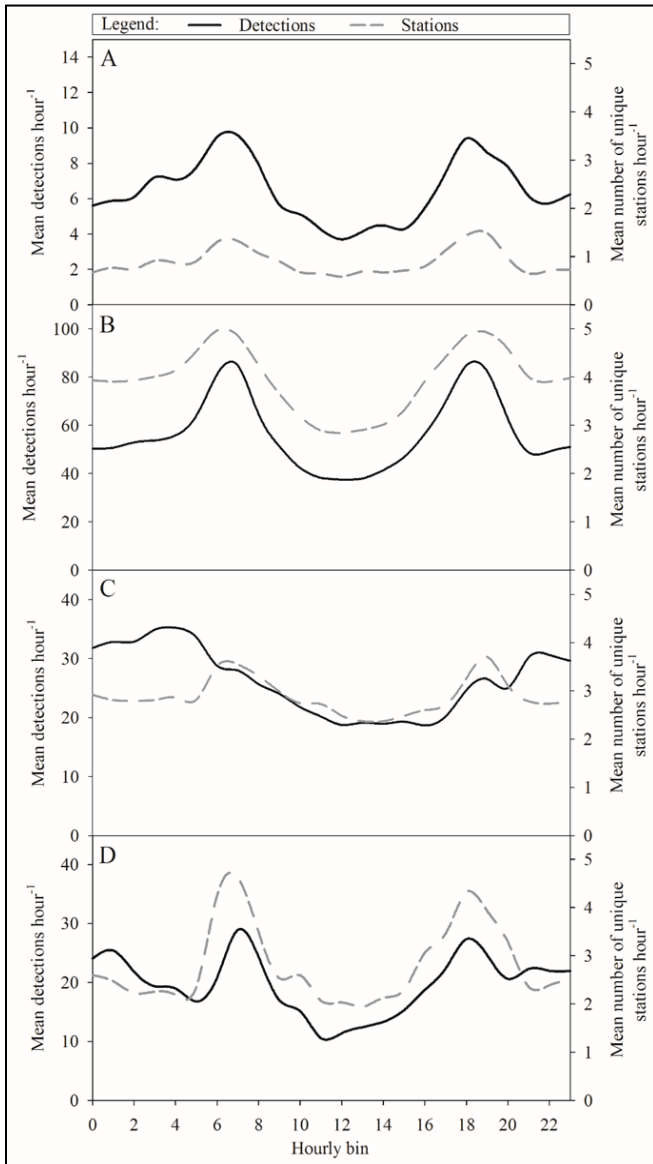 Legend: Detections Stations
A
Mean detections hour⁻¹
14
12
10
8
6
4
2
0
5
4
3
2
1
0
Mean number of unique
stations hour⁻¹
B
Mean detections hour⁻¹
100
80
60
40
20
0
5
4
3
2
1
0
Mean number of unique
stations hour⁻¹
C
Mean detections hour⁻¹
40
30
20
10
0
5
4
3
2
1
0
Mean number of unique
stations hour⁻¹
D
Mean detections hour⁻¹
40
30
20
10
0
5
4
3
2
1
0
Mean number of unique
stations hour⁻¹
0 2 4 6 8 10 12 14 16 18 20 22
Hourly bin